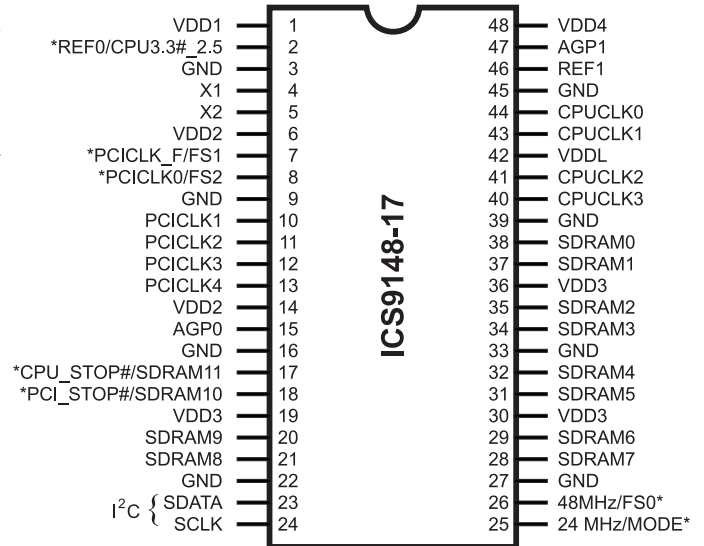 VDD1 1 48 VDD4
*REF0/CPU3.3#_2.5 2 47 AGP1
GND 3 46 REF1
X1 4 45 GND
X2 5 44 CPUCLK0
VDD2 6 43 CPUCLK1
*PCICLK_F/FS1 7 42 VDDL
*PCICLK0/FS2 8 41 CPUCLK2
GND 9 40 CPUCLK3
PCICLK1 10 39 GND
PCICLK2 11 38 SDRAM0
PCICLK3 12 37 SDRAM1
PCICLK4 13 36 VDD3
VDD2 14 35 SDRAM2
AGP0 15 34 SDRAM3
GND 16 33 GND
*CPU_STOP#/SDRAM11 17 32 SDRAM4
*PCI_STOP#/SDRAM10 18 31 SDRAM5
VDD3 19 30 VDD3
SDRAM9 20 29 SDRAM6
SDRAM8 21 28 SDRAM7
GND 22 27 GND
I²C { SDATA 23 26 48MHz/FS0*
SCLK 24 25 24 MHz/MODE*
ICS9148-17